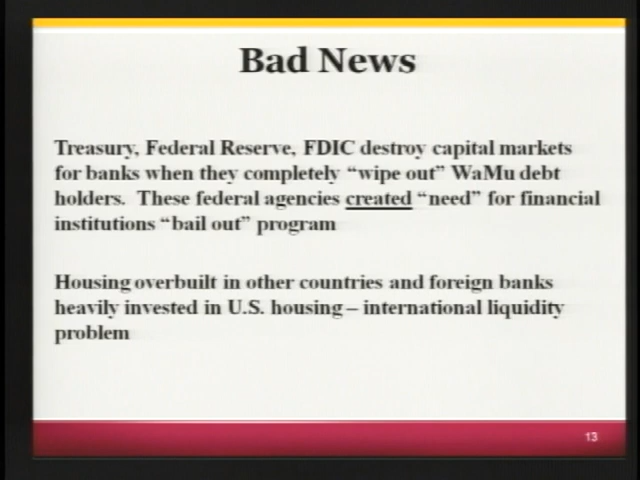 Bad News
Treasury, Federal Reserve, FDIC destroy capital markets
for banks when they completely “wipe out” WaMu debt
holders. These federal agencies created “need” for financial
institutions “bail out” program
Housing overbuilt in other countries and foreign banks
heavily invested in U.S. housing – international liquidity
problem
13